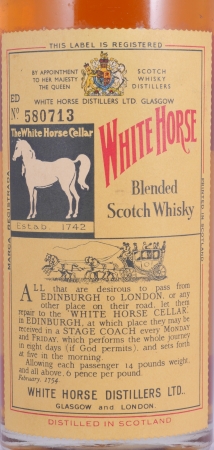 THIS LABEL IS REGISTERED
BY APPOINTMENT
TO HER MAJESTY
THE QUEEN
SCOTCH
WHISKY
DISTILLERS
WHITE HORSE DISTILLERS LTD. GLASGOW
ED
Nº 580713
The White Horse Cellar
Estab. 1742
WHITE HORSE
Blended
Scotch Whisky
MARCA REGISTRADA
PRINTED IN SCOTLAND
ALL that are desirous to pass from
EDINBURGH to LONDON, or any
other place on their road, let them
repair to the "WHITE HORSE CELLAR"
in EDINBURGH, at which place they may be
received in a STAGE COACH every MONDAY
and FRIDAY, which performs the whole journey
in eight days (if God permits), and sets forth
at five in the morning.
Allowing each passenger 14 pounds weight,
and all above, 6 pence per pound.
February, 1754
WHITE HORSE DISTILLERS LTD.,
GLASGOW and LONDON.
DISTILLED IN SCOTLAND